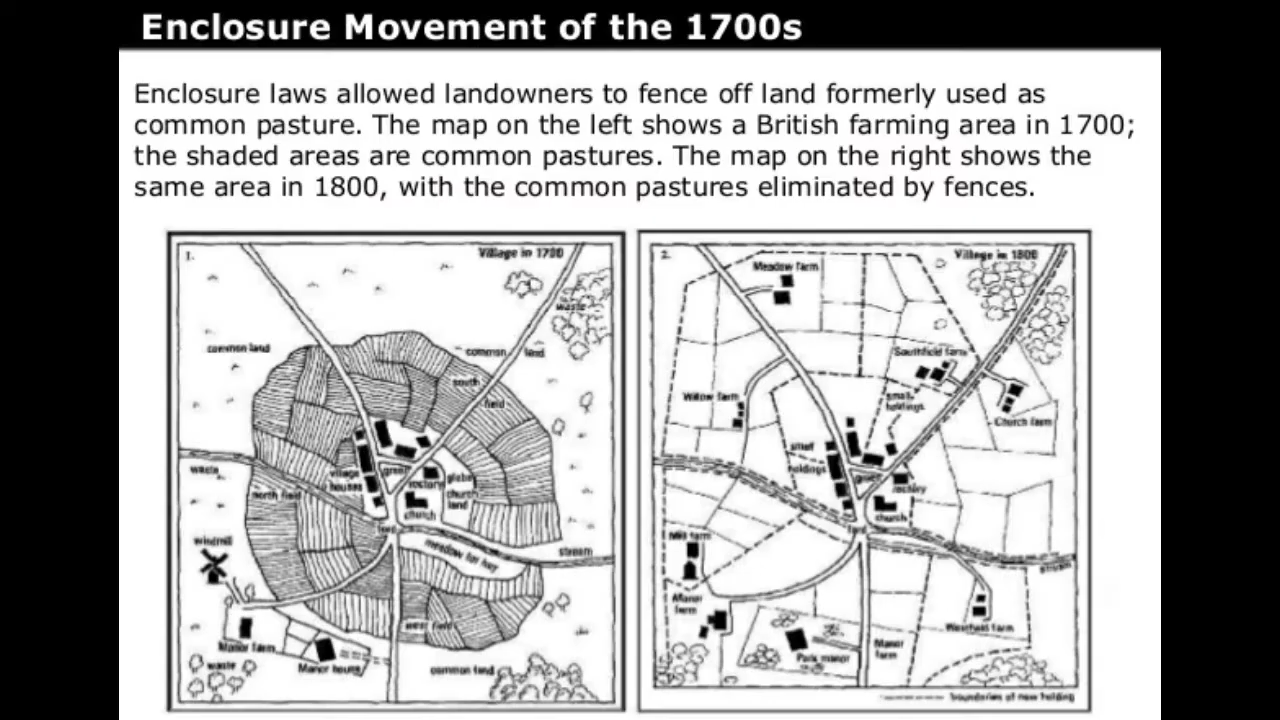 Enclosure Movement of the 1700s
Enclosure laws allowed landowners to fence off land formerly used as
common pasture. The map on the left shows a British farming area in 1700;
the shaded areas are common pastures. The map on the right shows the
same area in 1800, with the common pastures eliminated by fences.
1.
Village in 1700
waste
common land
common land
south
field
waste
village
houses
green
rectory
glebe
church
land
north field
church
ford
windmill
meadow for hay
stream
west field
Manor farm
Manor house
waste
common land
2.
Village in 1800
Meadow farm
Southfield farm
Willow farm
small
holdings
Church farm
small
holdings
green
rectory
church
ford
Mill farm
stream
Manor
farm
Westfield farm
Park manor
Manor
farm
boundaries of new holding